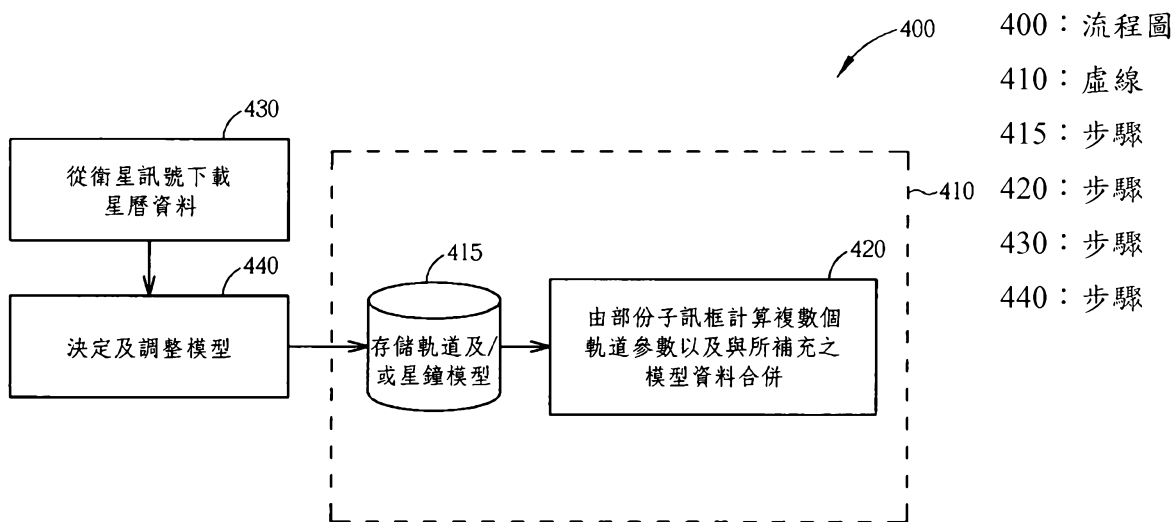 400
400：流程圖
410：虛線
415：步驟
420：步驟
430：步驟
440：步驟
430
從衛星訊號下載
星曆資料
410
440
決定及調整模型
415
存儲軌道及/
或星鐘模型
420
由部份子訊框計算複數個
軌道參數以及與所補充之
模型資料合併